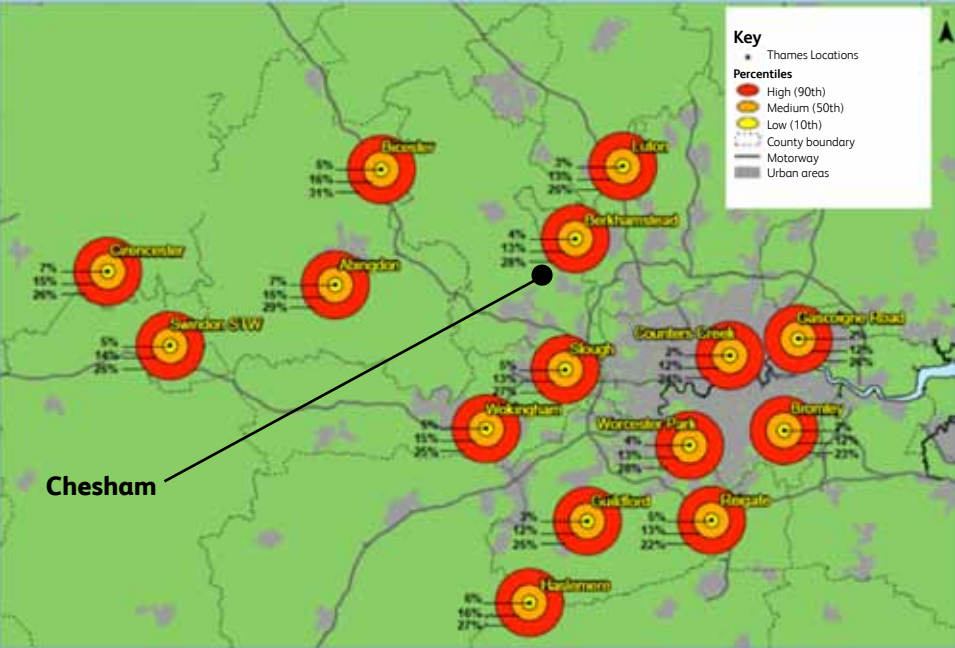 Key
Thames Locations
Percentiles
High (90th)
Medium (50th)
Low (10th)
County boundary
Motorway
Urban areas
Bicester
5%
16%
31%
Luton
3%
13%
26%
Berkhamstead
4%
13%
28%
Cirencester
7%
15%
26%
Abingdon
7%
15%
29%
Swindon STW
5%
14%
25%
Counters Creek
12%
Gascoigne Road
Slough
5%
13%
Wokingham
5%
15%
25%
Worcester Park
4%
13%
28%
Bromley
12%
23%
Chesham
Guildford
3%
12%
25%
Reigate
5%
13%
22%
Haslemere
6%
16%
27%